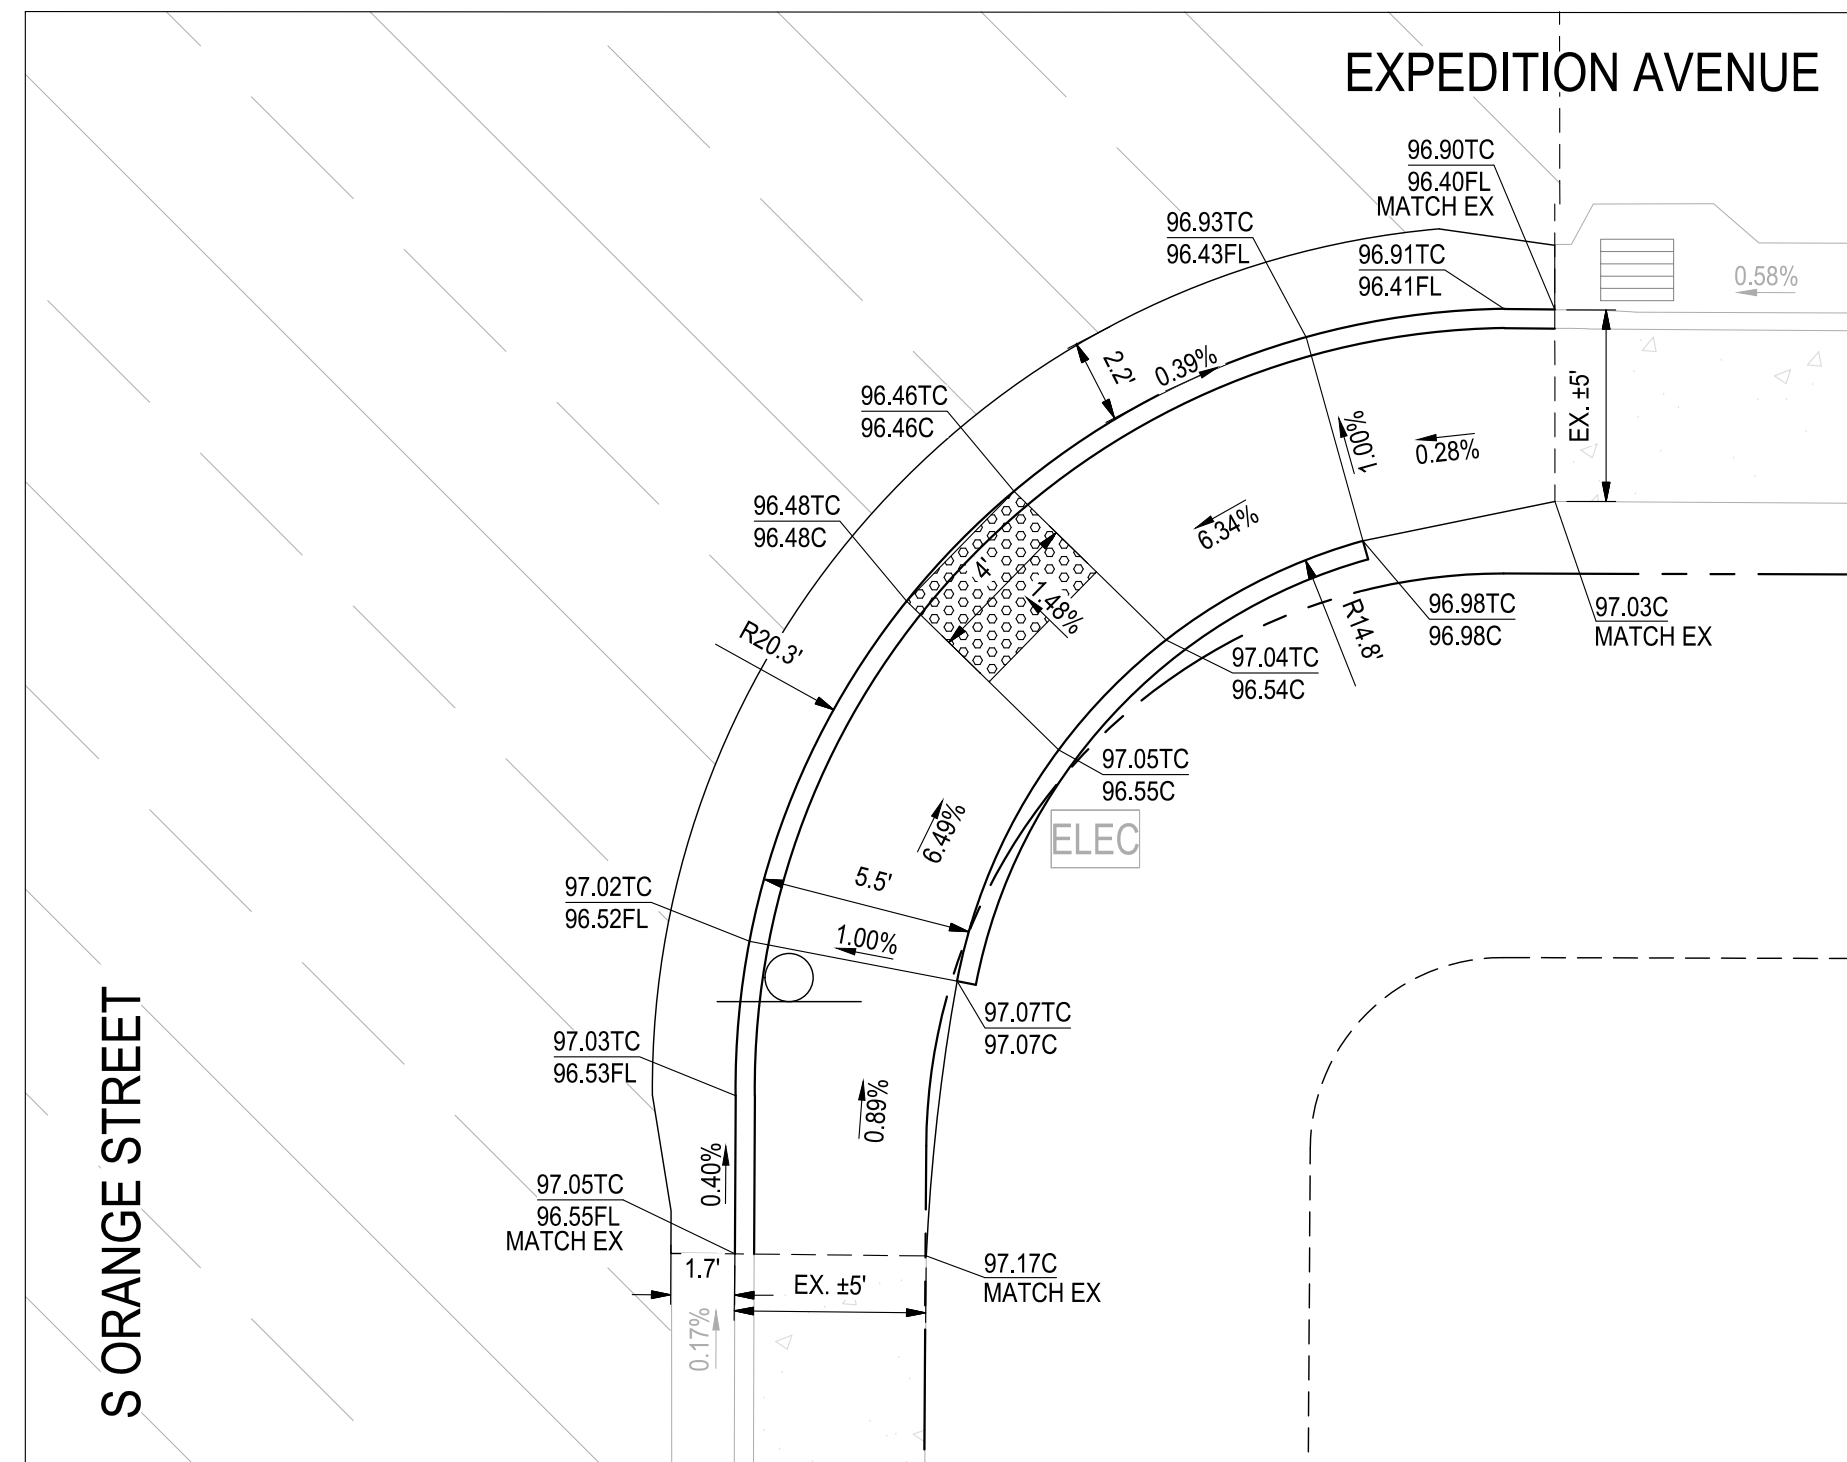 EXPEDITION AVENUE
96.90TC
96.40FL
MATCH EX
96.93TC
96.43FL
96.91TC
96.41FL
0.58%
2.2'
0.39%
EX. ±5'
96.46TC
96.46C
1.00%
0.28%
96.48TC
96.48C
6.34%
4'
1.48%
R20.3'
R14.8'
96.98TC
96.98C
97.03C
MATCH EX
97.04TC
96.54C
97.05TC
96.55C
6.49%
ELEC
97.02TC
96.52FL
5.5'
1.00%
97.07TC
97.07C
97.03TC
96.53FL
0.89%
S ORANGE STREET
0.40%
97.05TC
96.55FL
MATCH EX
1.7'
EX. ±5'
97.17C
MATCH EX
0.17%